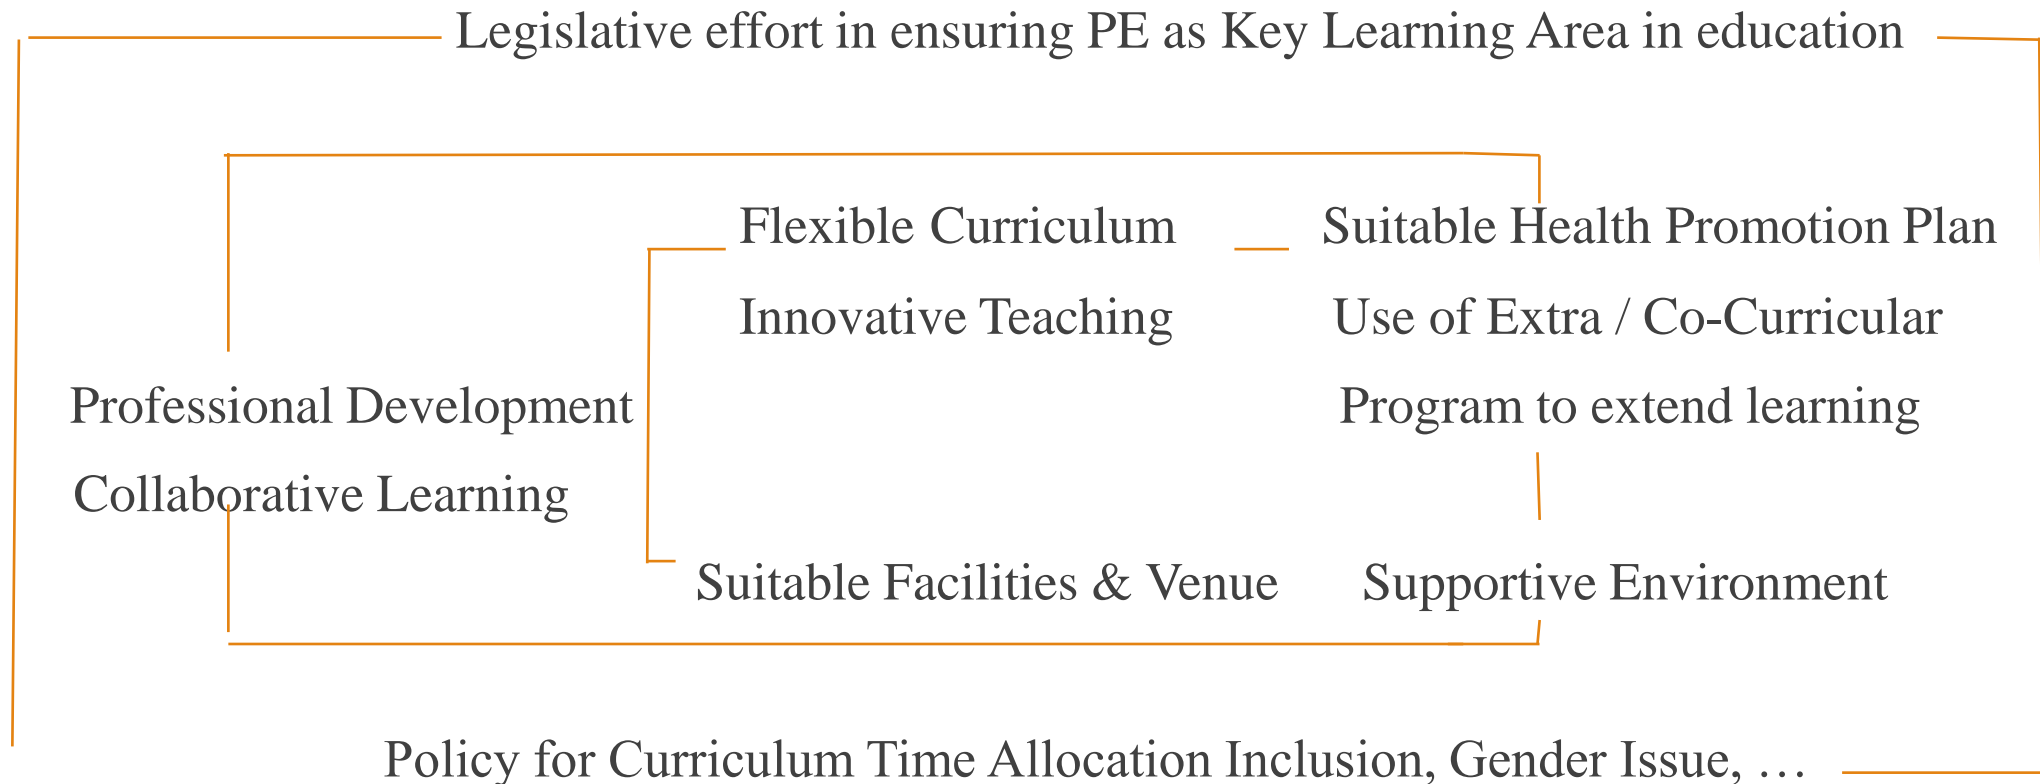 Legislative effort in ensuring PE as Key Learning Area in education
Flexible Curriculum
Innovative Teaching
Suitable Health Promotion Plan
Use of Extra / Co-Curricular
Program to extend learning
Professional Development
Collaborative Learning
Suitable Facilities & Venue
Supportive Environment
Policy for Curriculum Time Allocation Inclusion, Gender Issue, …